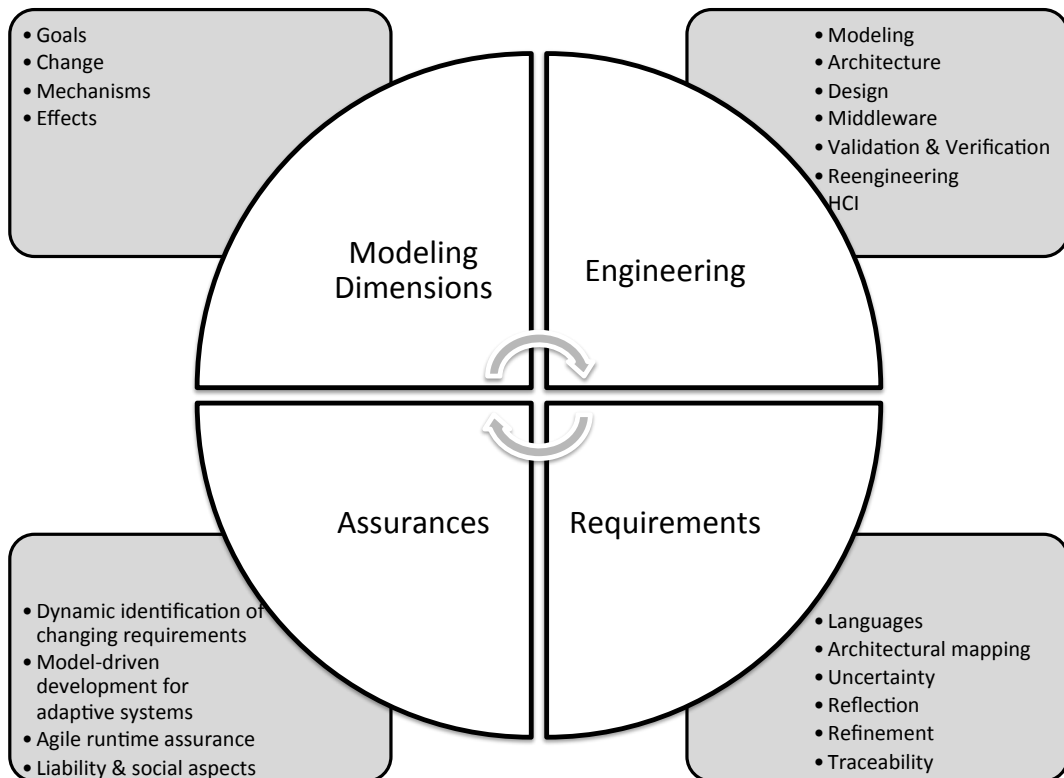 • Goals
• Change
• Mechanisms
• Effects
• Modeling
• Architecture
• Design
• Middleware
• Validation & Verification
• Reengineering
HCI
Modeling
Dimensions
Engineering
Assurances
Requirements
• Dynamic identification of
changing requirements
• Model-driven
development for
adaptive systems
• Agile runtime assurance
• Liability & social aspects
• Languages
• Architectural mapping
• Uncertainty
• Reflection
• Refinement
• Traceability